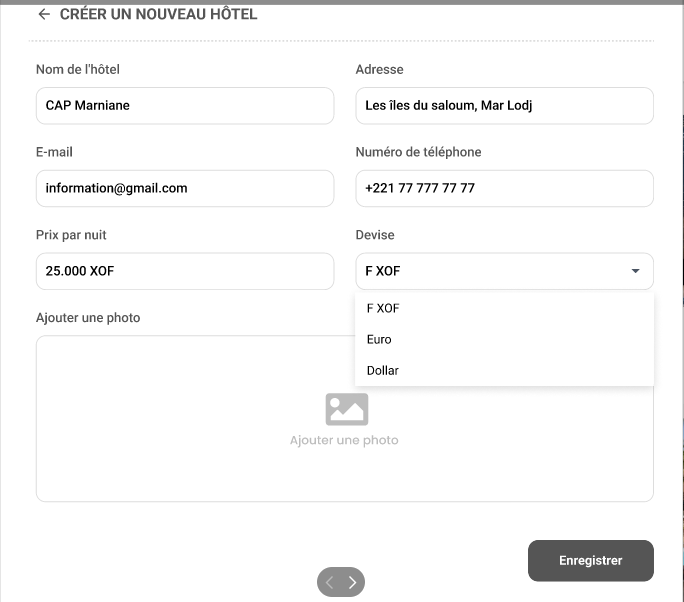 CRÉER UN NOUVEAU HÔTEL
Nom de l'hôtel
Adresse
CAP Marniane
Les îles du saloum, Mar Lodj
E-mail
Numéro de téléphone
information@gmail.com
+221 77 777 77 77
Prix par nuit
Devise
25.000 XOF
F XOF
Ajouter une photo
F XOF
Euro
Dollar
Ajouter une photo
Enregistrer